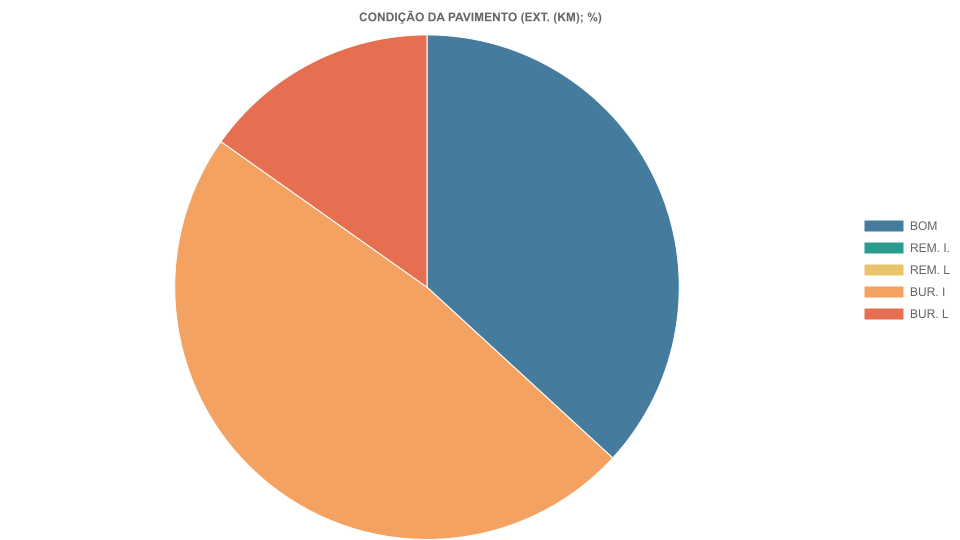 CONDIÇÃO DA PAVIMENTO (EXT. (KM); %)
BOM
REM. I.
REM. L
BUR. I
BUR. L